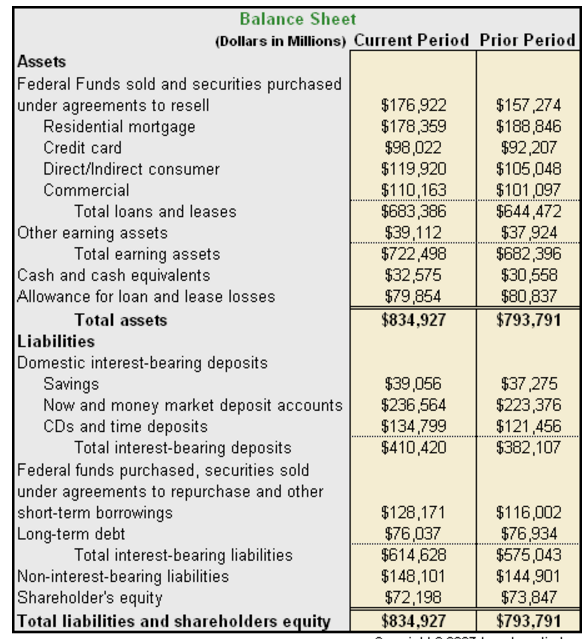 Balance Sheet
(Dollars in Millions) Current Period Prior Period
Assets
Federal Funds sold and securities purchased
under agreements to resell $176,922 $157,274
Residential mortgage $178,359 $188,846
Credit card $98,022 $92,207
Direct/Indirect consumer $119,920 $105,048
Commercial $110,163 $101,097
Total loans and leases $683,386 $644,472
Other earning assets $39,112 $37,924
Total earning assets $722,498 $682,396
Cash and cash equivalents $32,575 $30,558
Allowance for loan and lease losses $79,854 $80,837
Total assets $834,927 $793,791
Liabilities
Domestic interest-bearing deposits
Savings $39,056 $37,275
Now and money market deposit accounts $236,564 $223,376
CDs and time deposits $134,799 $121,456
Total interest-bearing deposits $410,420 $382,107
Federal funds purchased, securities sold
under agreements to repurchase and other
short-term borrowings $128,171 $116,002
Long-term debt $76,037 $76,934
Total interest-bearing liabilities $614,628 $575,043
Non-interest-bearing liabilities $148,101 $144,901
Shareholder's equity $72,198 $73,847
Total liabilities and shareholders equity $834,927 $793,791